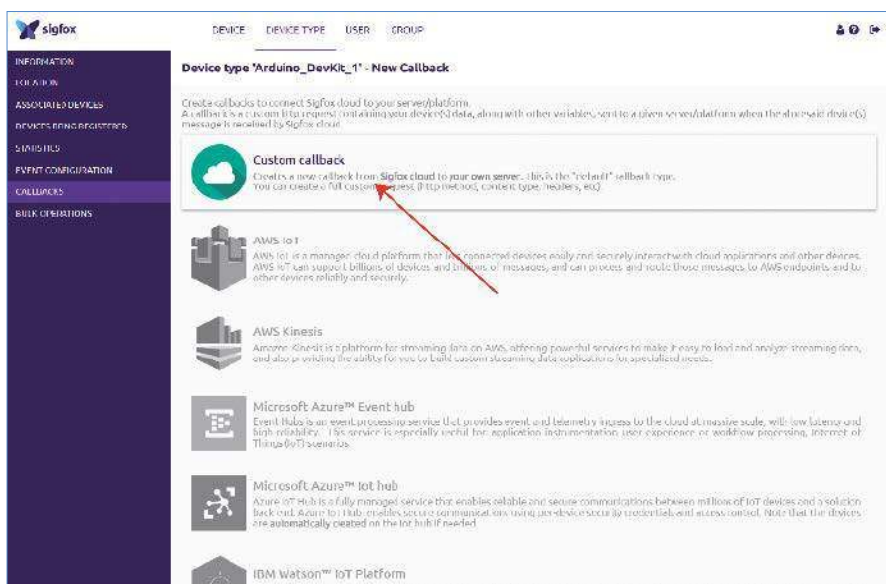 sigfox
DEVICE DEVICE TYPE USER GROUP
INFORMATION
LOCATION
ASSOCIATED DEVICES
DEVICES BEING REGISTERED
STATISTICS
EVENT CONFIGURATION
CALLBACKS
BULK OPERATIONS
Device type 'Arduino_DevKit_1' - New Callback
Create callbacks to connect Sigfox cloud to your server/platform.
A callback is a custom http request containing your device(s) data, along with other variables, sent to a given server/platform when the aforesaid device(s)
message is received by Sigfox cloud.
Custom callback
Creates a new callback from Sigfox cloud to your own server. This is the "default" callback type.
You can create a full custom request (http method, content type, headers, etc)
AWS IoT
AWS IoT is a managed cloud platform that lets connected devices easily and securely interact with cloud applications and other devices.
AWS IoT can support billions of devices and trillions of messages, and can process and route those messages to AWS endpoints and to
other devices reliably and securely.
AWS Kinesis
Amazon Kinesis is a platform for streaming data on AWS, offering powerful services to make it easy to load and analyze streaming data,
and also providing the ability for you to build custom streaming data applications for specialized needs.
Microsoft Azure™ Event hub
Event Hubs is an event processing service that provides event and telemetry ingress to the cloud at massive scale, with low latency and
high reliability. This service is especially useful for: application instrumentation user experience or workflow processing, Internet of
Things (IoT) scenarios
Microsoft Azure™ Iot hub
Azure IoT Hub is a fully managed service that enables reliable and secure communications between millions of IoT devices and a solution
back end. Azure IoT Hub enables secure communications using per-device security credentials and access control. Note that the devices
are automatically created on the Iot hub if needed
IBM Watson™ IoT Platform